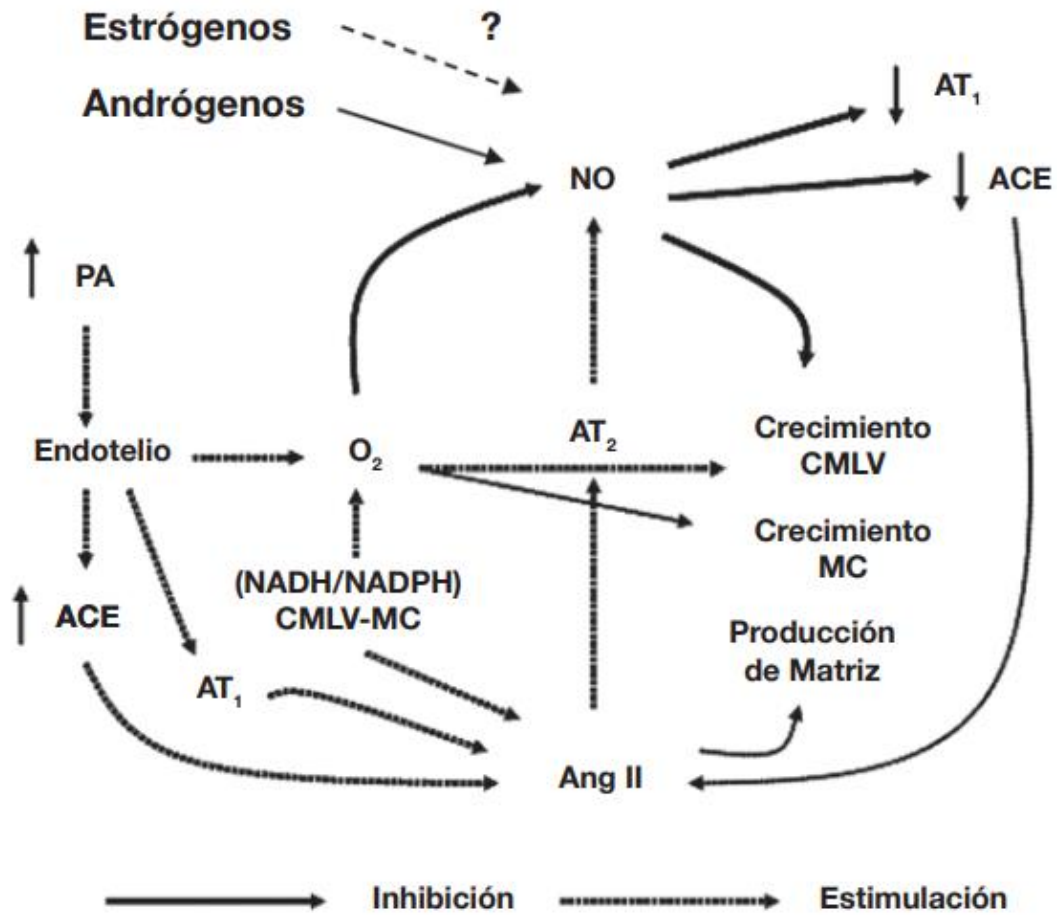 Estrógenos
?
Andrógenos
AT₁
NO
ACE
PA
Endotelio
O₂
AT₂
Crecimiento
CMLV
Crecimiento
MC
(NADH/NADPH)
CMLV-MC
ACE
Producción
de Matriz
AT₁
Ang II
Inhibición
Estimulación